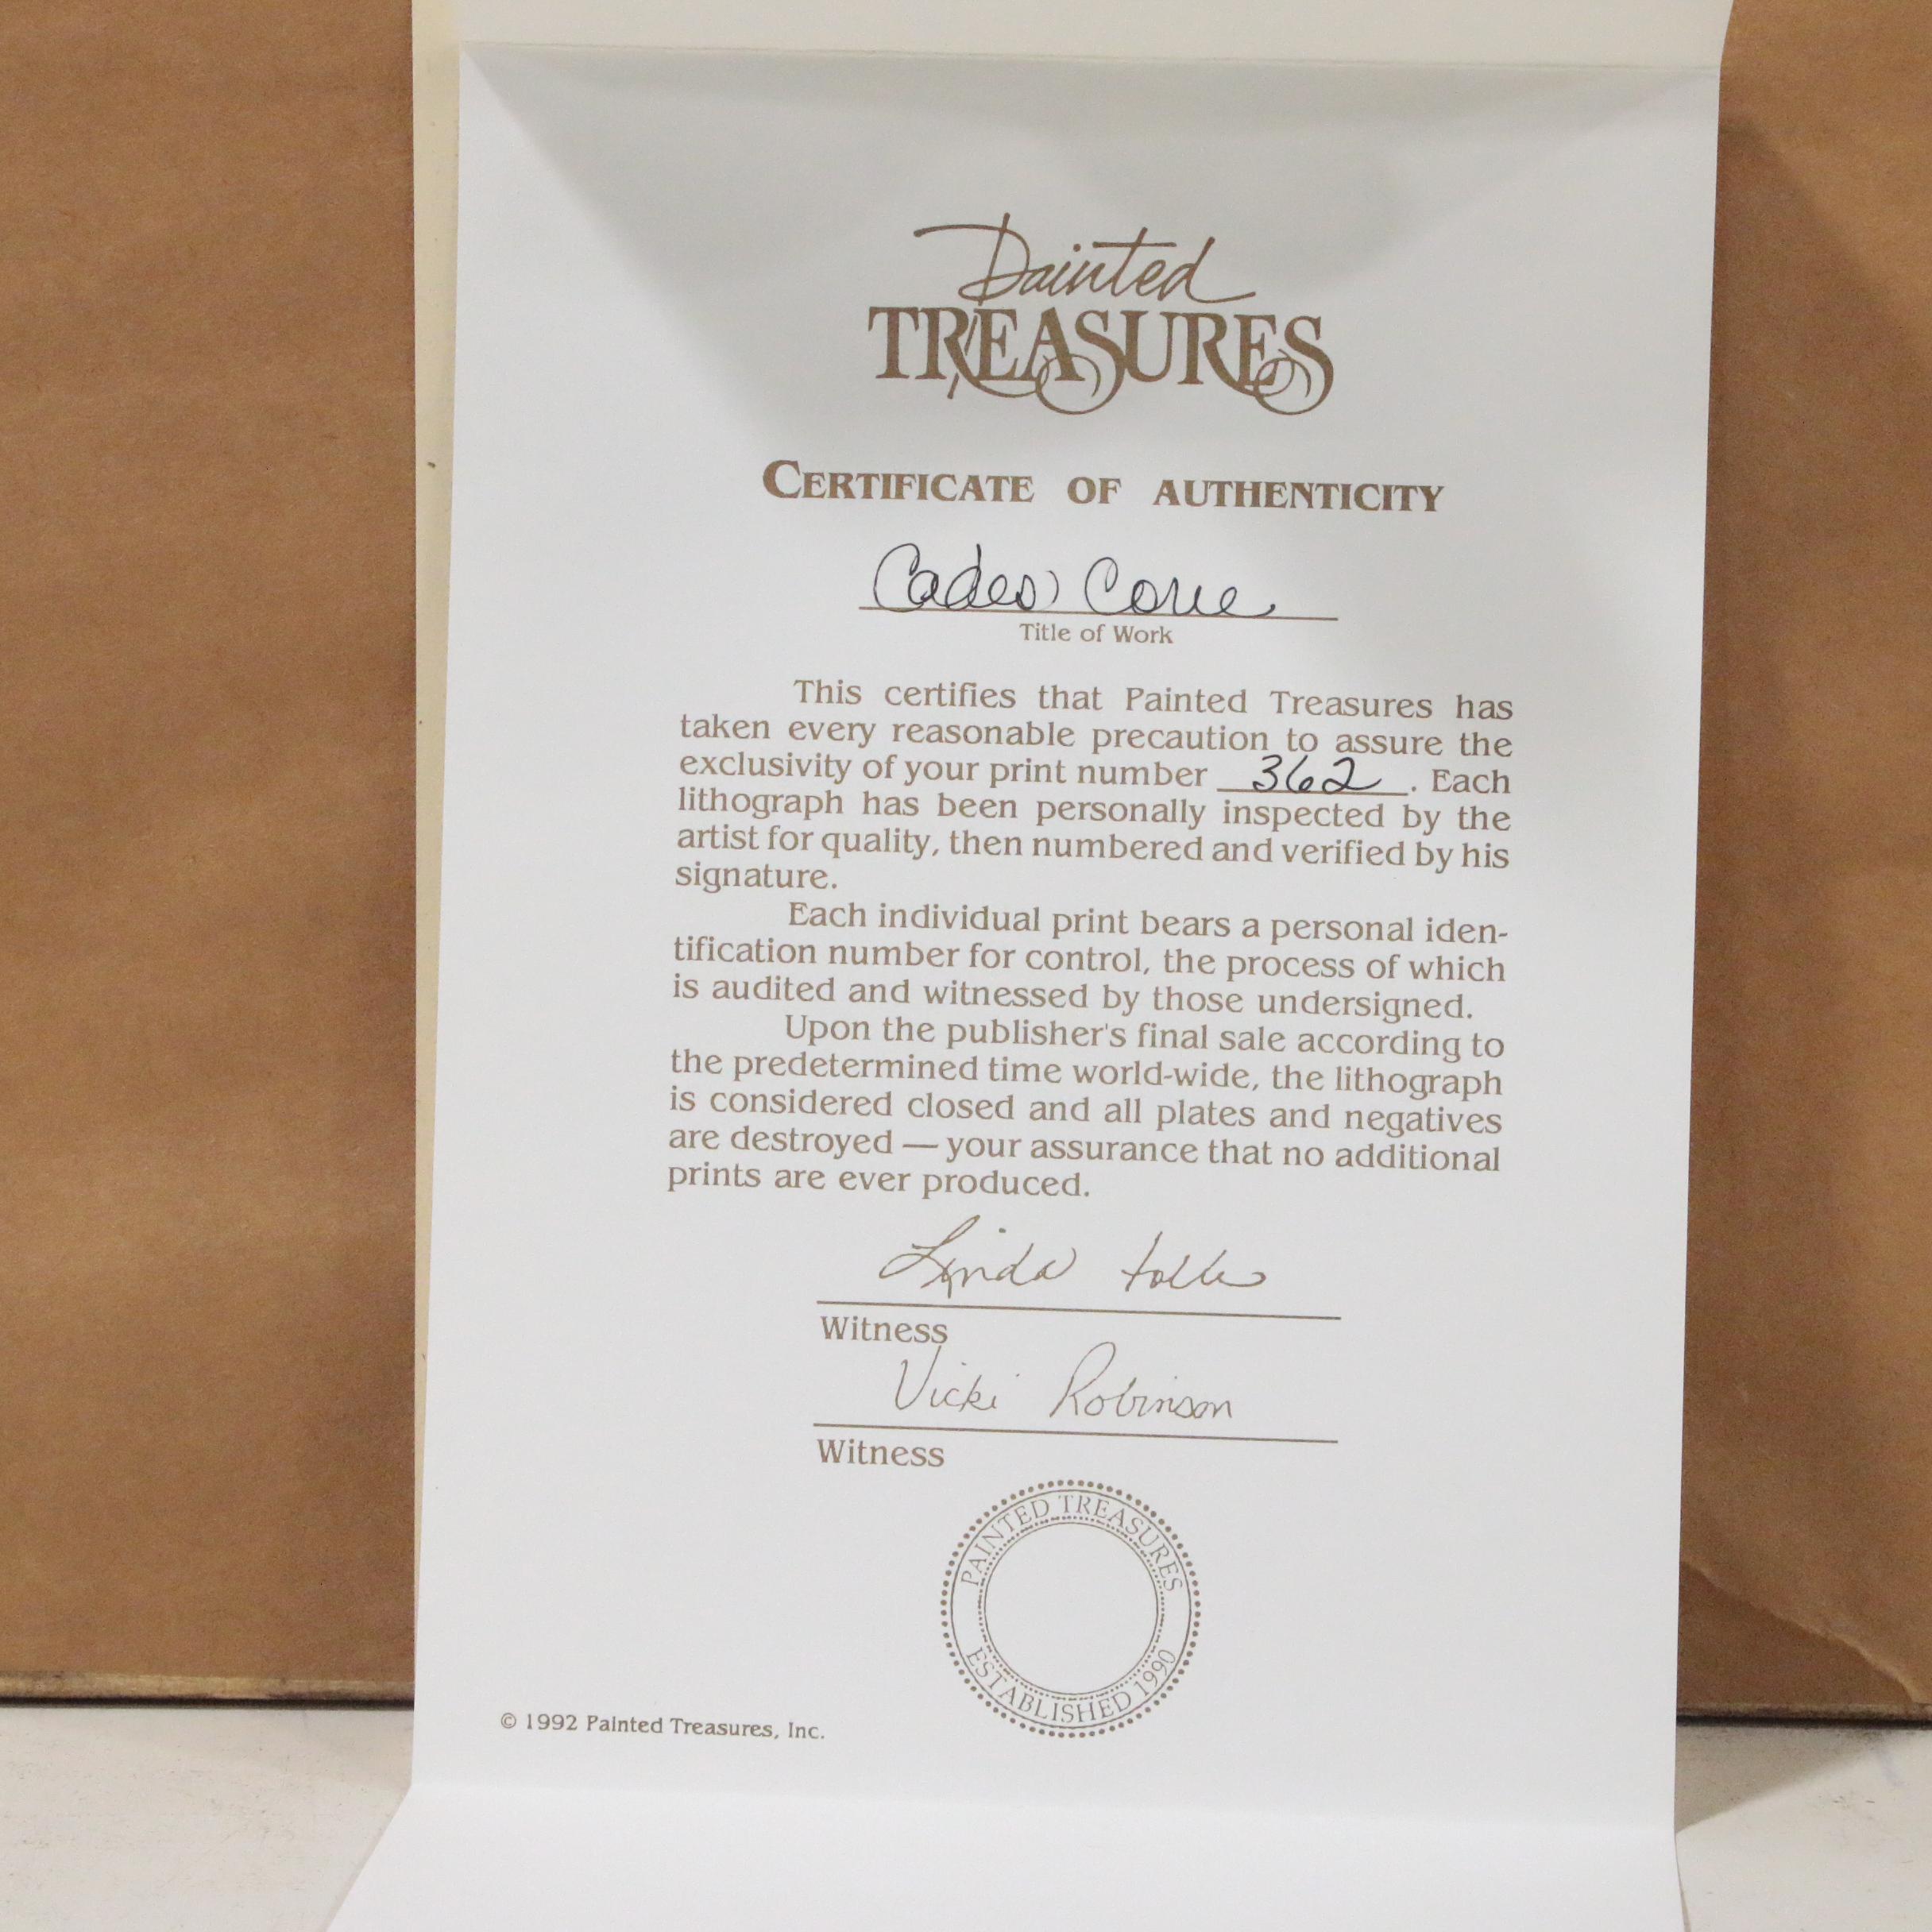 Painted
TREASURES
CERTIFICATE OF AUTHENTICITY
Cades Cove
Title of Work
This certifies that Painted Treasures has
taken every reasonable precaution to assure the
exclusivity of your print number 362. Each
lithograph has been personally inspected by the
artist for quality, then numbered and verified by his
signature.
Each individual print bears a personal iden-
tification number for control, the process of which
is audited and witnessed by those undersigned.
Upon the publisher's final sale according to
the predetermined time world-wide, the lithograph
is considered closed and all plates and negatives
are destroyed — your assurance that no additional
prints are ever produced.
Linda
Witness
Vicki Robinson
Witness
PAINTED TREASURES
ESTABLISHED 1990
© 1992 Painted Treasures, Inc.